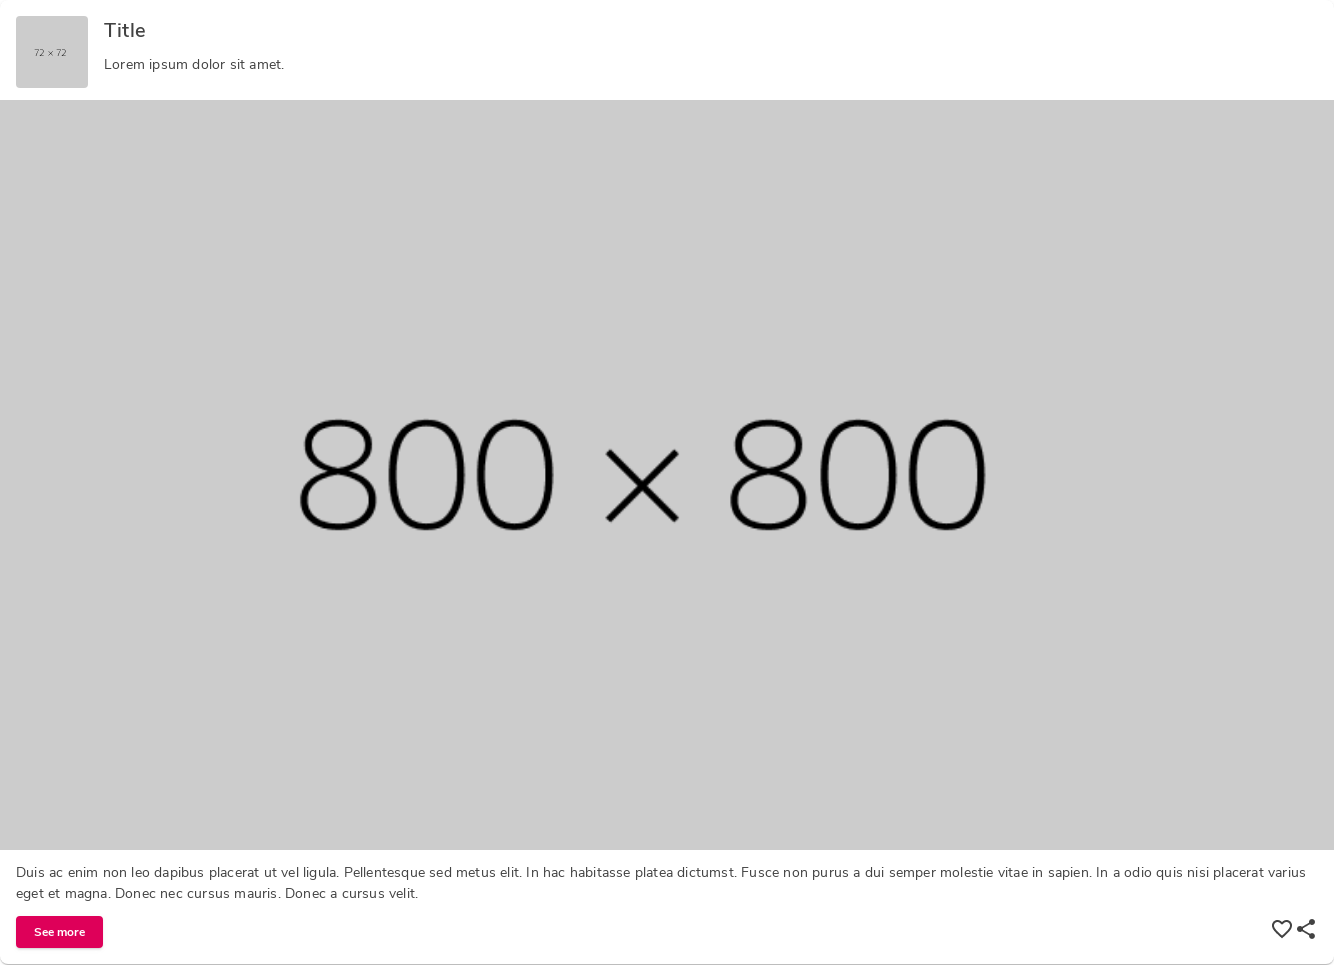 72 × 72
Title
Lorem ipsum dolor sit amet.
800 × 800
Duis ac enim non leo dapibus placerat ut vel ligula. Pellentesque sed metus elit. In hac habitasse platea dictumst. Fusce non purus a dui semper molestie vitae in sapien. In a odio quis nisi placerat varius
eget et magna. Donec nec cursus mauris. Donec a cursus velit.
See more